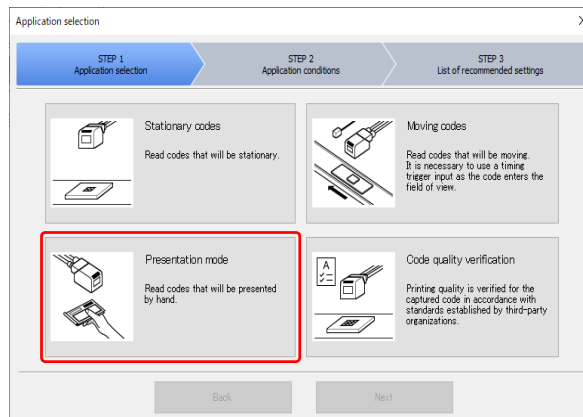 Application selection
STEP 1
Application selection
STEP 2
Application conditions
STEP 3
List of recommended settings
Stationary codes
Read codes that will be stationary.
Moving codes
Read codes that will be moving.
It is necessary to use a timing
trigger input as the code enters the
field of view.
Presentation mode
Read codes that will be presented
by hand.
A
Code quality verification
Printing quality is verified for the
captured code in accordance with
standards established by third-party
organizations.
Back
Next